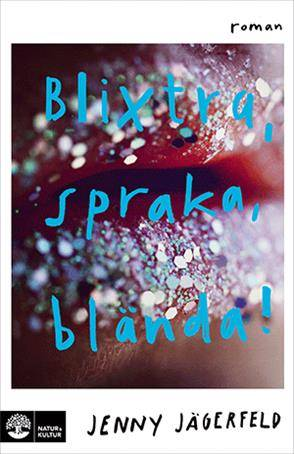 roman
Blixtra,
spraka,
blända!
NATUR &
KULTUR
JENNY JÄGERFELD